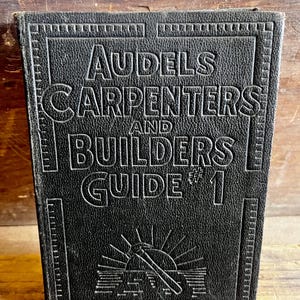 AUDELS
CARPENTERS
AND
BUILDERS
GUIDE #1